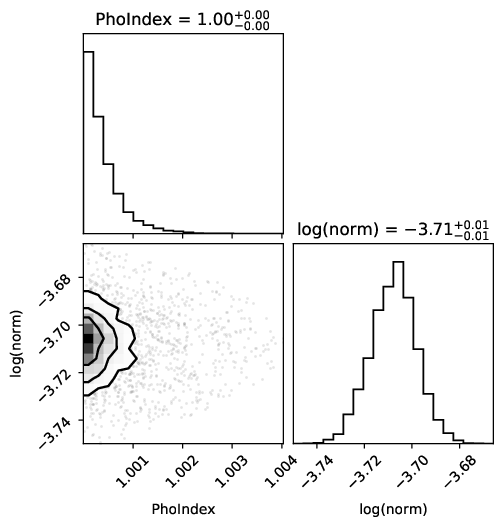 PhoIndex = 1.00+0.00−0.00
log(norm) = −3.71+0.01−0.01
−3.68
−3.70
−3.72
−3.74
log(norm)
1.001
1.002
1.003
1.004
PhoIndex
−3.74
−3.72
−3.70
−3.68
log(norm)